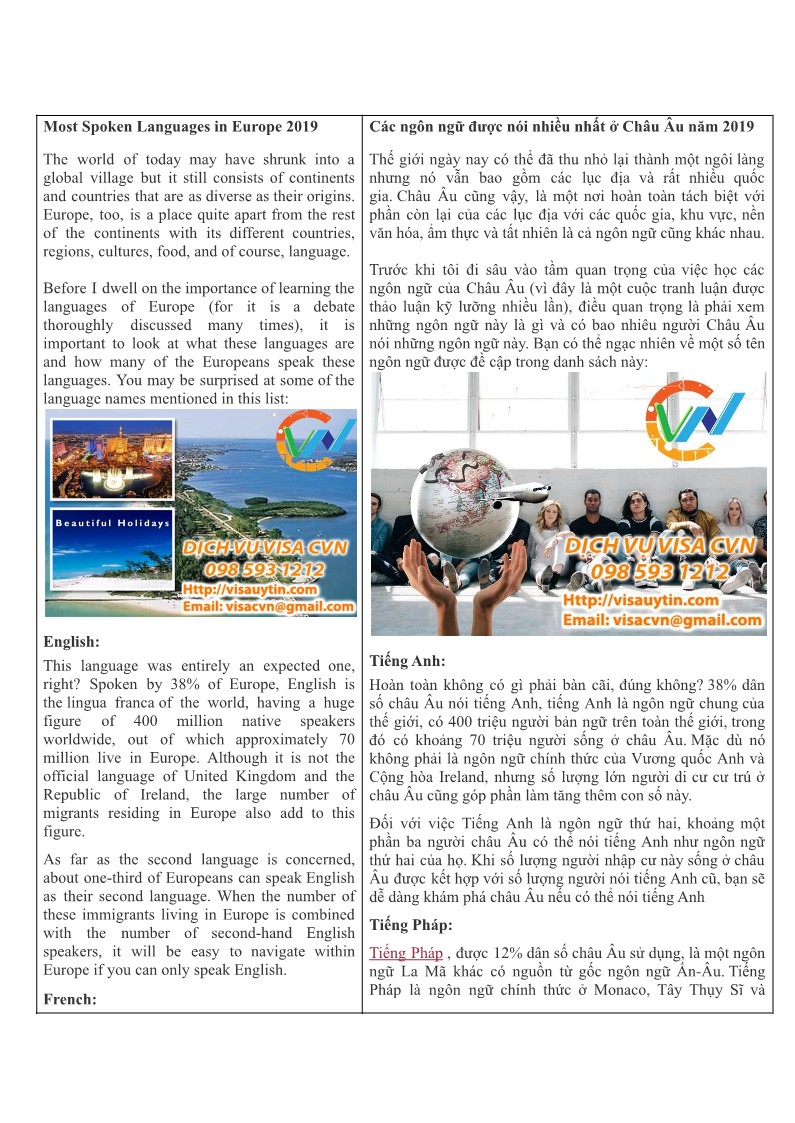 Most Spoken Languages in Europe 2019
The world of today may have shrunk into a
global village but it still consists of continents
and countries that are as diverse as their origins.
Europe, too, is a place quite apart from the rest
of the continents with its different countries,
regions, cultures, food, and of course, language.
Before I dwell on the importance of learning the
languages of Europe (for it is a debate
thoroughly discussed many times), it is
important to look at what these languages are
and how many of the Europeans speak these
languages. You may be surprised at some of the
language names mentioned in this list:
CVN
Beautiful Holidays
DỊCH VỤ VISA CVN
098 593 1212
Http://visauytin.com
Email: visacvn@gmail.com
English:
This language was entirely an expected one,
right? Spoken by 38% of Europe, English is
the lingua franca of the world, having a huge
figure of 400 million native speakers
worldwide, out of which approximately 70
million live in Europe. Although it is not the
official language of United Kingdom and the
Republic of Ireland, the large number of
migrants residing in Europe also add to this
figure.
As far as the second language is concerned,
about one-third of Europeans can speak English
as their second language. When the number of
these immigrants living in Europe is combined
with the number of second-hand English
speakers, it will be easy to navigate within
Europe if you can only speak English.
French:
Các ngôn ngữ được nói nhiều nhất ở Châu Âu năm 2019
Thế giới ngày nay có thể đã thu nhỏ lại thành một ngôi làng
nhưng nó vẫn bao gồm các lục địa và rất nhiều quốc
gia. Châu Âu cũng vậy, là một nơi hoàn toàn tách biệt với
phần còn lại của các lục địa với các quốc gia, khu vực, nền
văn hóa, ẩm thực và tất nhiên là cả ngôn ngữ cũng khác nhau.
Trước khi tôi đi sâu vào tầm quan trọng của việc học các
ngôn ngữ của Châu Âu (vì đây là một cuộc tranh luận được
thảo luận kỹ lưỡng nhiều lần), điều quan trọng là phải xem
những ngôn ngữ này là gì và có bao nhiêu người Châu Âu
nói những ngôn ngữ này. Bạn có thể ngạc nhiên về một số tên
ngôn ngữ được đề cập trong danh sách này:
CVN
DỊCH VỤ VISA CVN
098 593 1212
Http://visauytin.com
Email: visacvn@gmail.com
Tiếng Anh:
Hoàn toàn không có gì phải bàn cãi, đúng không? 38% dân
số châu Âu nói tiếng Anh, tiếng Anh là ngôn ngữ chung của
thế giới, có 400 triệu người bản ngữ trên toàn thế giới, trong
đó có khoảng 70 triệu người sống ở châu Âu. Mặc dù nó
không phải là ngôn ngữ chính thức của Vương quốc Anh và
Cộng hòa Ireland, nhưng số lượng lớn người di cư cư trú ở
châu Âu cũng góp phần làm tăng thêm con số này.
Đối với việc Tiếng Anh là ngôn ngữ thứ hai, khoảng một
phần ba người châu Âu có thể nói tiếng Anh như ngôn ngữ
thứ hai của họ. Khi số lượng người nhập cư này sống ở châu
Âu được kết hợp với số lượng người nói tiếng Anh cũ, bạn sẽ
dễ dàng khám phá châu Âu nếu có thể nói tiếng Anh
Tiếng Pháp:
Tiếng Pháp , được 12% dân số châu Âu sử dụng, là một ngôn
ngữ La Mã khác có nguồn từ gốc ngôn ngữ Ấn-Âu. Tiếng
Pháp là ngôn ngữ chính thức ở Monaco, Tây Thụy Sĩ và